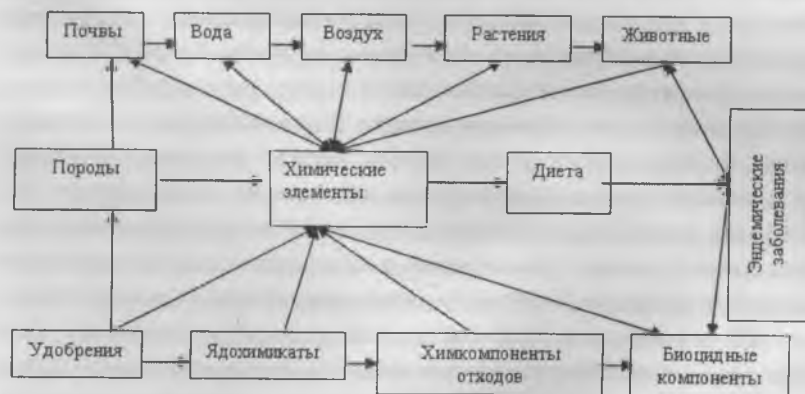 Почвы
Вода
Воздух
Растения
Животные
Породы
Химические
элементы
Диета
Эндемические
заболевания
Удобрения
Ядохимикаты
Химкомпоненты
отходов
Биоцидные
компоненты